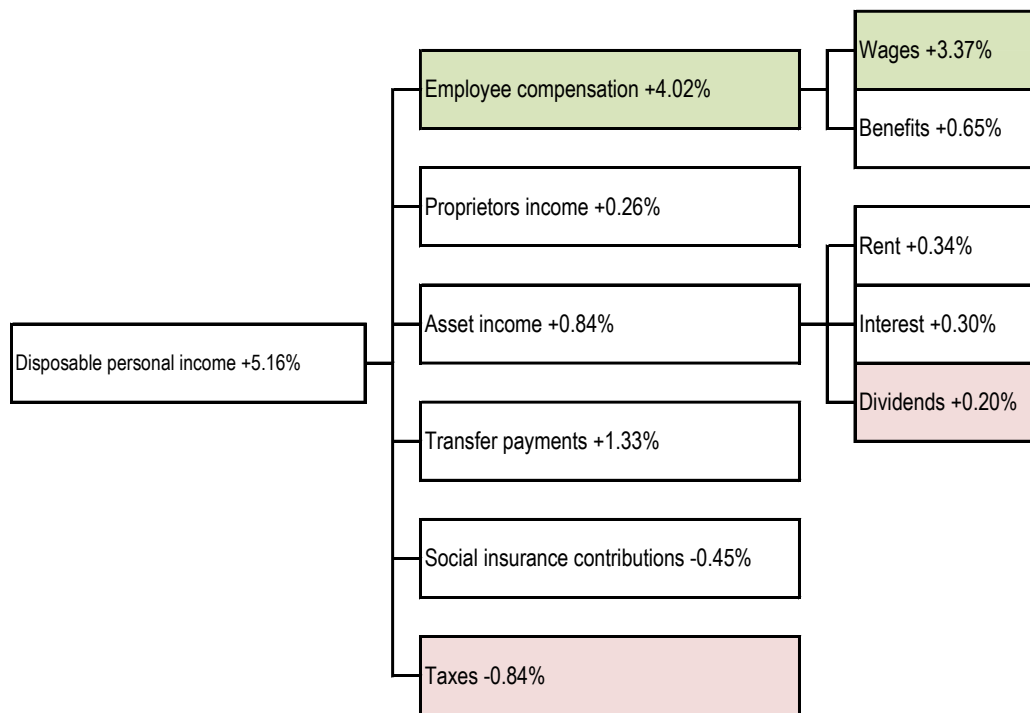 Disposable personal income +5.16%
Employee compensation +4.02%
Wages +3.37%
Benefits +0.65%
Proprietors income +0.26%
Asset income +0.84%
Rent +0.34%
Interest +0.30%
Dividends +0.20%
Transfer payments +1.33%
Social insurance contributions -0.45%
Taxes -0.84%